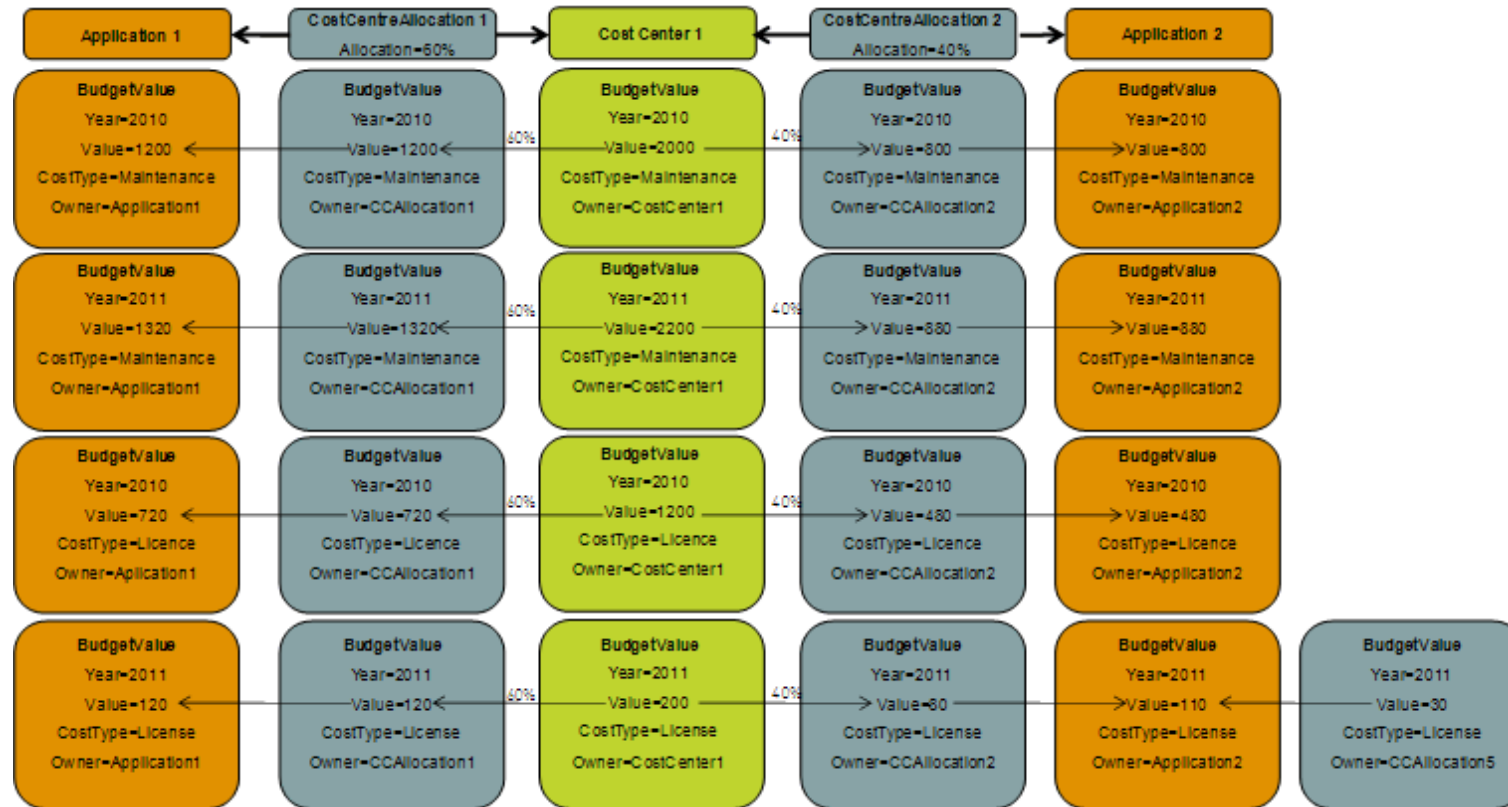 Application 1
CostCentreAllocation 1
Allocation=60%
Cost Center 1
CostCentreAllocation 2
Allocation=40%
Application 2
BudgetValue
Year=2010
Value=1200
CostType=Maintenance
Owner=Application1
BudgetValue
Year=2010
Value=1200
CostType=Maintenance
Owner=CCAllocation1
60%
BudgetValue
Year=2010
Value=2000
CostType=Maintenance
Owner=CostCenter1
40%
BudgetValue
Year=2010
Value=800
CostType=Maintenance
Owner=CCAllocation2
BudgetValue
Year=2010
Value=800
CostType=Maintenance
Owner=Application2
BudgetValue
Year=2011
Value=1320
CostType=Maintenance
Owner=Application1
BudgetValue
Year=2011
Value=1320
CostType=Maintenance
Owner=CCAllocation1
60%
BudgetValue
Year=2011
Value=2200
CostType=Maintenance
Owner=CostCenter1
40%
BudgetValue
Year=2011
Value=880
CostType=Maintenance
Owner=CCAllocation2
BudgetValue
Year=2011
Value=880
CostType=Maintenance
Owner=Application2
BudgetValue
Year=2010
Value=720
CostType=Licence
Owner=Aplication1
BudgetValue
Year=2010
Value=720
CostType=Licence
Owner=CCAllocation1
60%
BudgetValue
Year=2010
Value=1200
CostType=Licence
Owner=CostCenter1
40%
BudgetValue
Year=2010
Value=480
CostType=Licence
Owner=CCAllocation2
BudgetValue
Year=2010
Value=480
CostType=Licence
Owner=Application2
BudgetValue
Year=2011
Value=120
CostType=License
Owner=Application1
BudgetValue
Year=2011
Value=120
CostType=License
Owner=CCAllocation1
60%
BudgetValue
Year=2011
Value=200
CostType=License
Owner=CostCenter1
40%
BudgetValue
Year=2011
Value=80
CostType=License
Owner=CCAllocation2
BudgetValue
Year=2011
Value=110
CostType=License
Owner=Application2
BudgetValue
Year=2011
Value=30
CostType=License
Owner=CCAllocation5